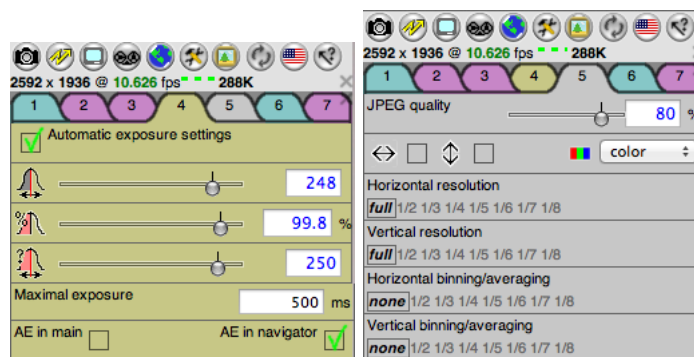 2592 x 1936 @ 10.626 fps 288K
1 2 3 4 5 6 7
Automatic exposure settings
248
% 99.8 %
? 250
Maximal exposure 500 ms
AE in main AE in navigator
2592 x 1936 @ 10.626 fps 288K
1 2 3 4 5 6 7
JPEG quality 80 %
color
Horizontal resolution
full 1/2 1/3 1/4 1/5 1/6 1/7 1/8
Vertical resolution
full 1/2 1/3 1/4 1/5 1/6 1/7 1/8
Horizontal binning/averaging
none 1/2 1/3 1/4 1/5 1/6 1/7 1/8
Vertical binning/averaging
none 1/2 1/3 1/4 1/5 1/6 1/7 1/8